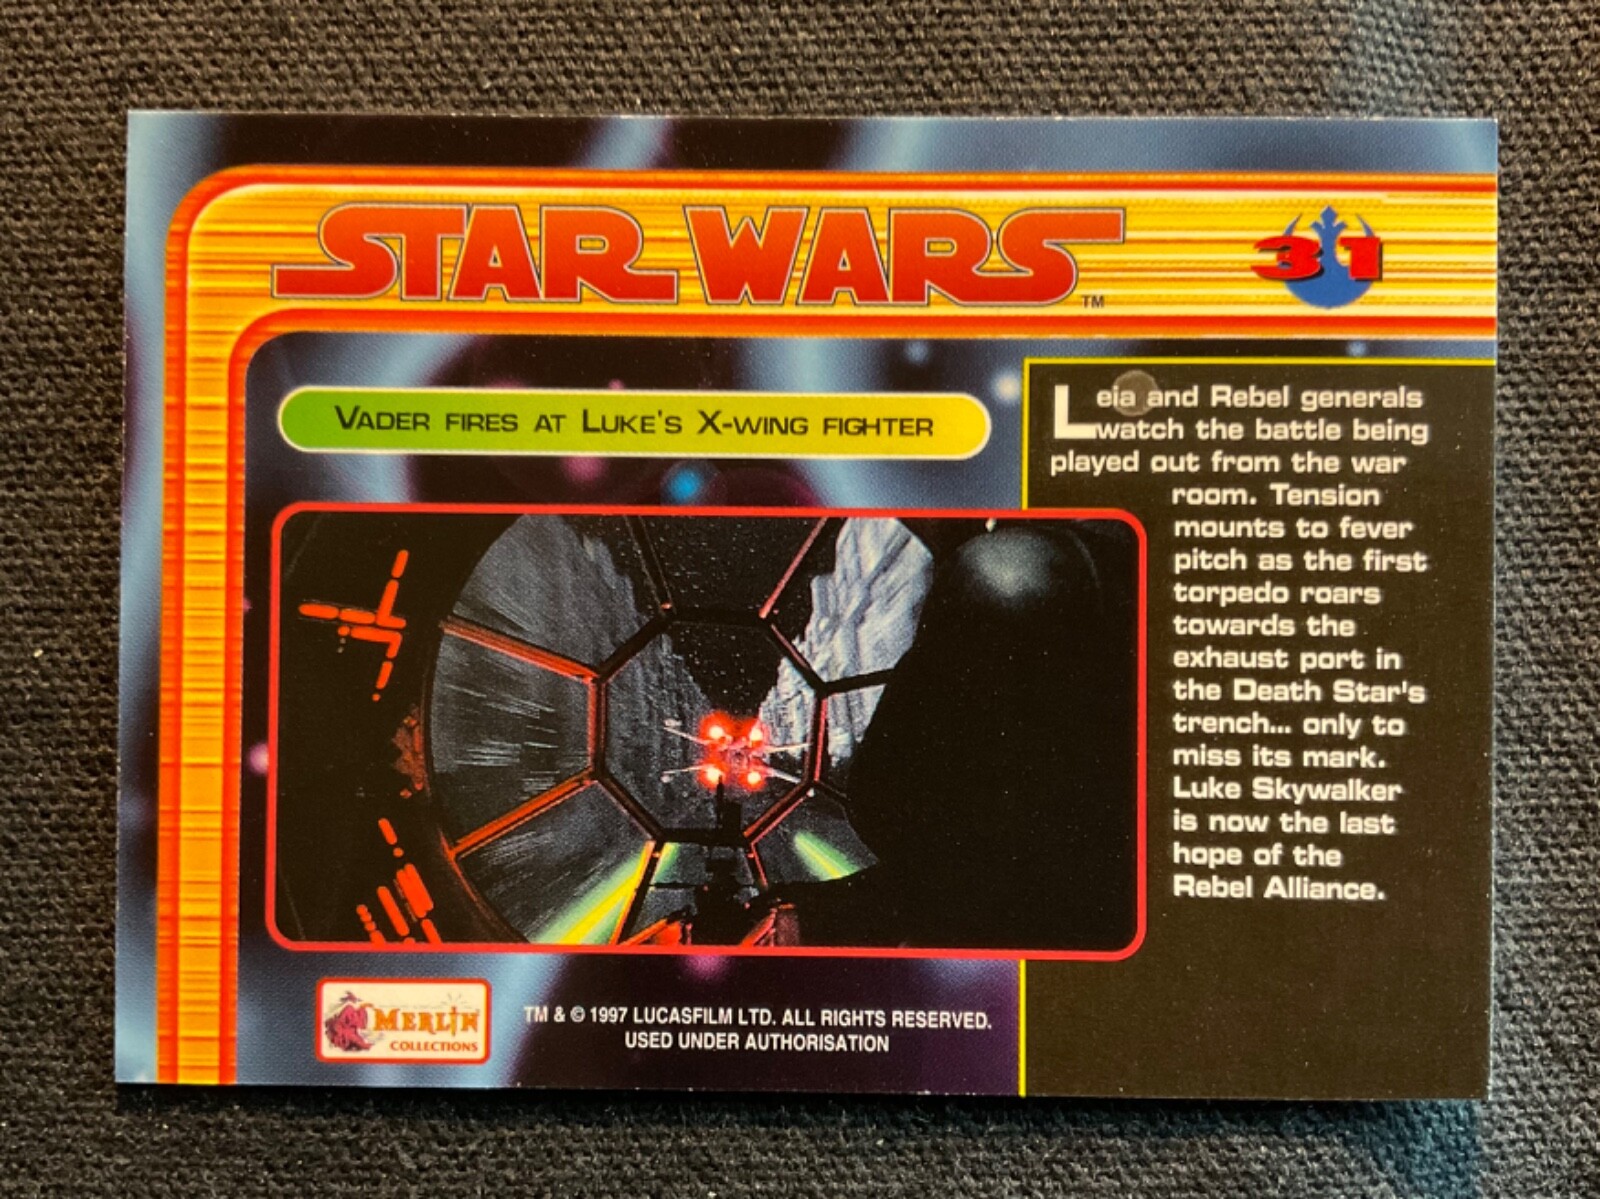 STAR WARS
TM
31
VADER FIRES AT LUKE'S X-WING FIGHTER
Leia and Rebel generals
watch the battle being
played out from the war
room. Tension
mounts to fever
pitch as the first
torpedo roars
towards the
exhaust port in
the Death Star's
trench... only to
miss its mark.
Luke Skywalker
is now the last
hope of the
Rebel Alliance.
MERLIN
COLLECTIONS
TM & © 1997 LUCASFILM LTD. ALL RIGHTS RESERVED.
USED UNDER AUTHORISATION